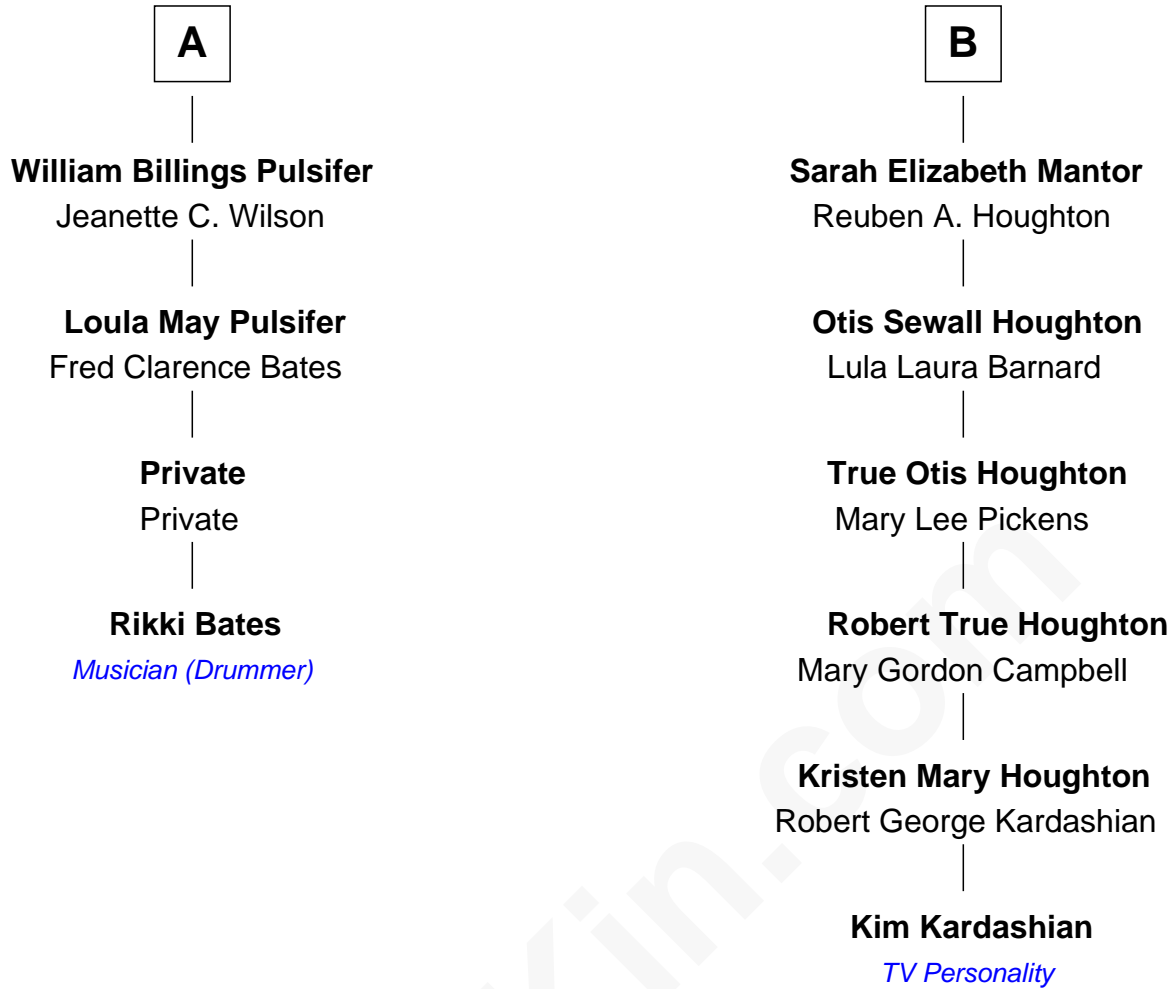 A
William Billings Pulsifer
Jeanette C. Wilson
Loula May Pulsifer
Fred Clarence Bates
Private
Private
Rikki Bates
Musician (Drummer)
B
Sarah Elizabeth Mantor
Reuben A. Houghton
Otis Sewall Houghton
Lula Laura Barnard
True Otis Houghton
Mary Lee Pickens
Robert True Houghton
Mary Gordon Campbell
Kristen Mary Houghton
Robert George Kardashian
Kim Kardashian
TV Personality